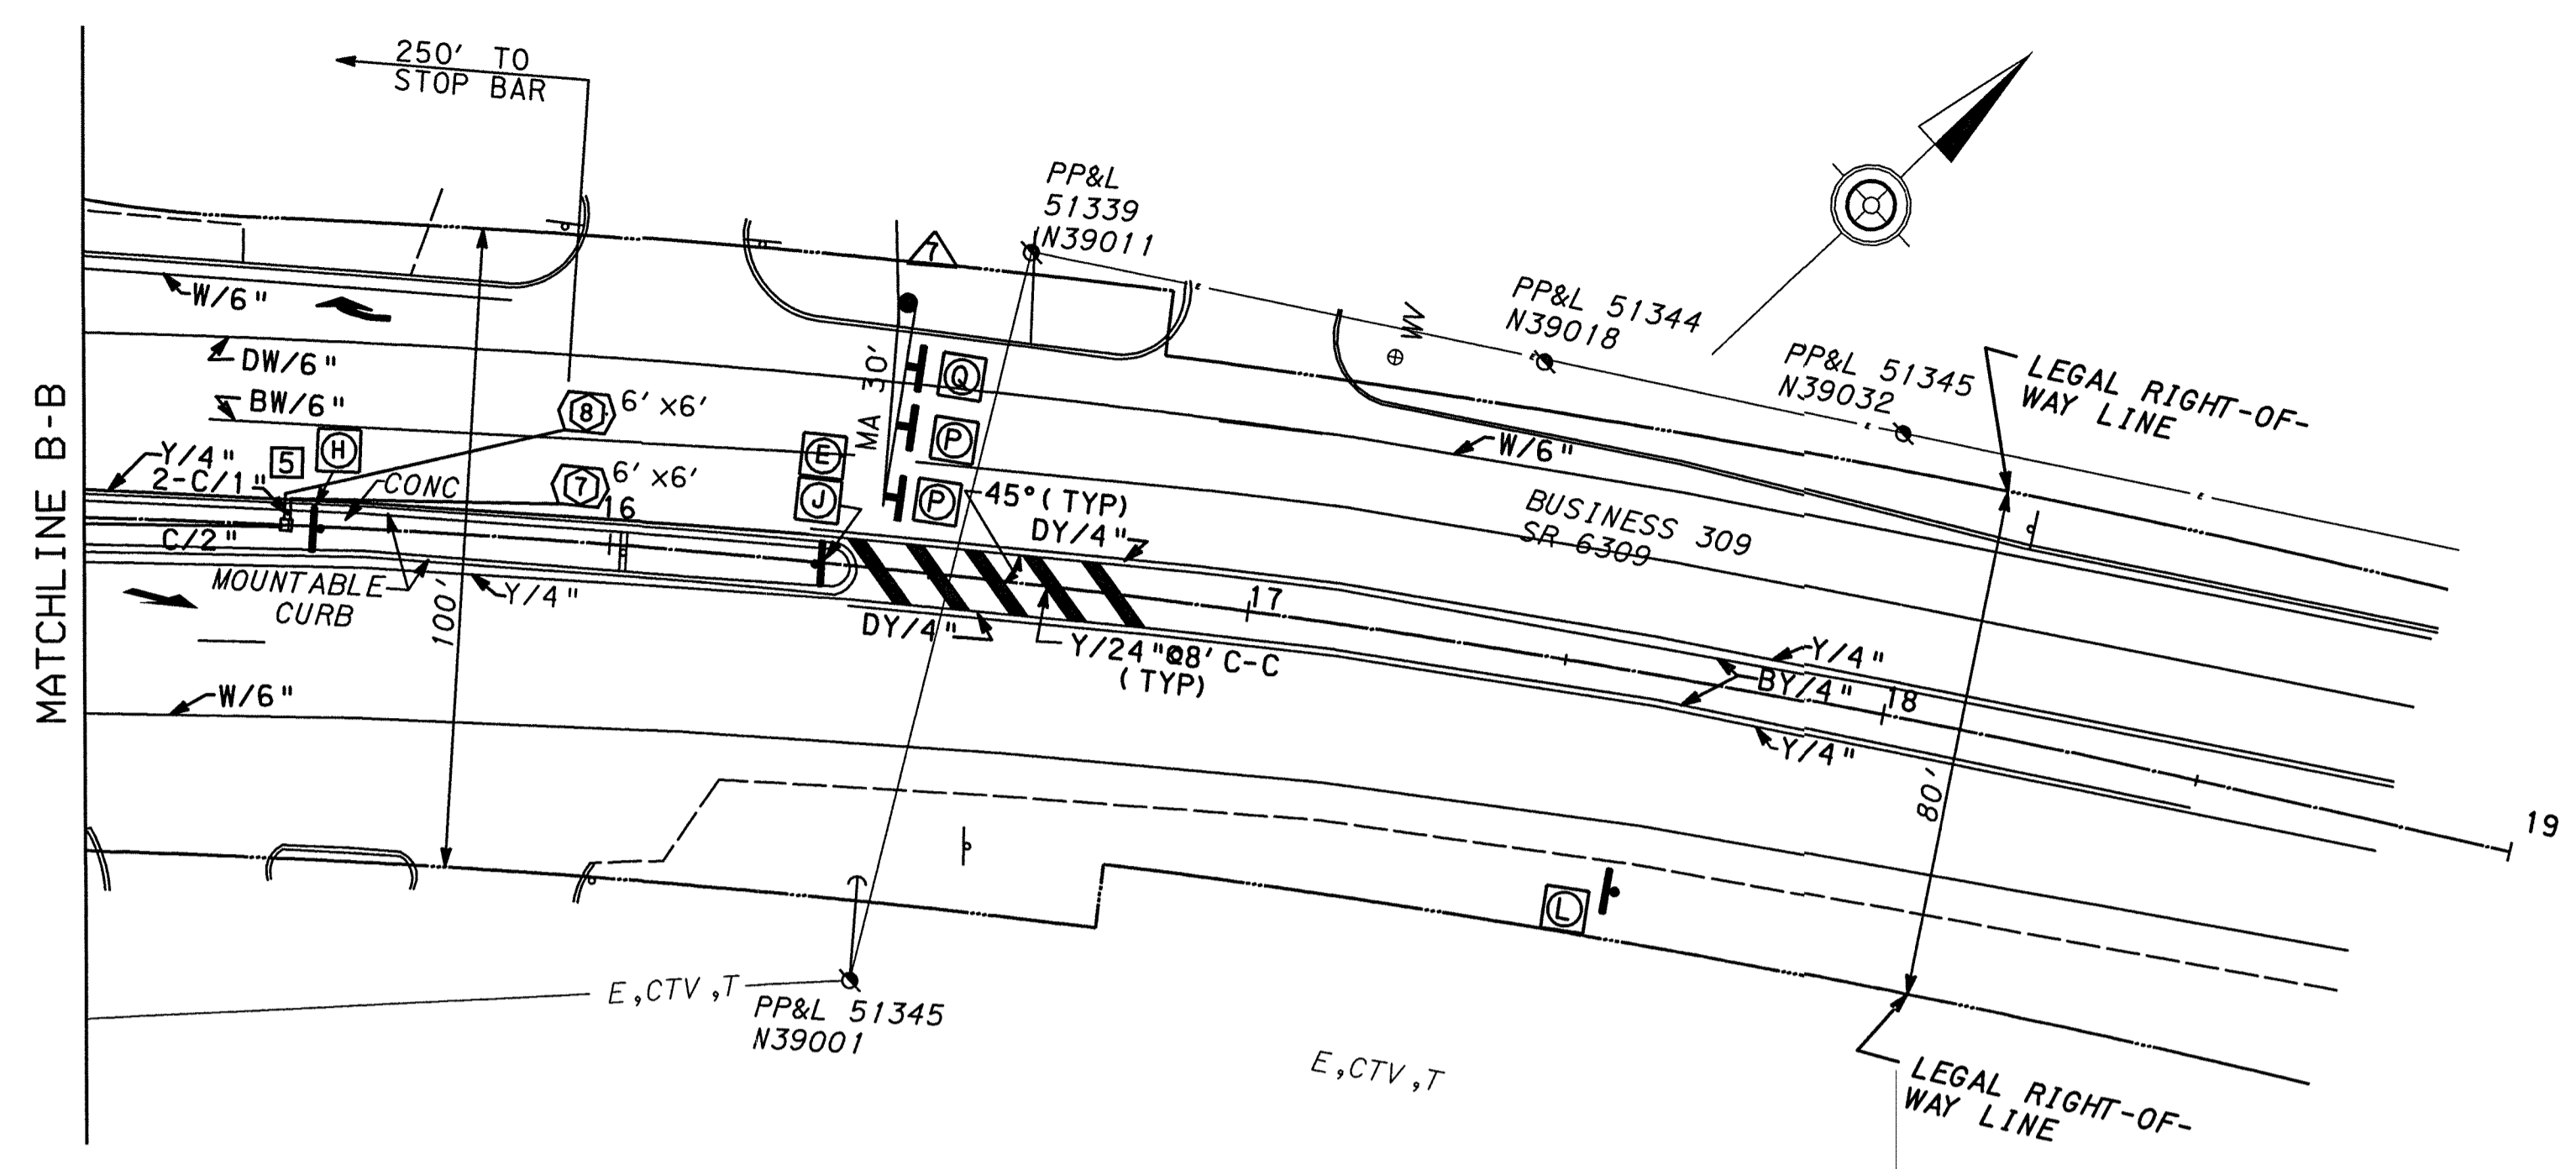 250' TO
STOP BAR
PP&L
51339
N39011
7
W/6"
DW/6"
BW/6"
8
6' x6'
MA 30'
Q
P
P
E
J
WV
PP&L 51344
N39018
PP&L 51345
N39032
LEGAL RIGHT-OF-
WAY LINE
MATCHLINE B-B
Y/4"
2-C/1"
5
H
CONC
7
6' x6'
16
C/2"
MOUNTABLE
CURB
100'
Y/4"
45°(TYP)
DY/4"
W/6"
BUSINESS 309
SR 6309
DY/4"
Y/24"@8' C-C
(TYP)
17
Y/4"
BY/4"
18
Y/4"
80'
19
W/6"
L
E,CTV,T
PP&L 51345
N39001
E,CTV,T
LEGAL RIGHT-OF-
WAY LINE
E
E
E
E